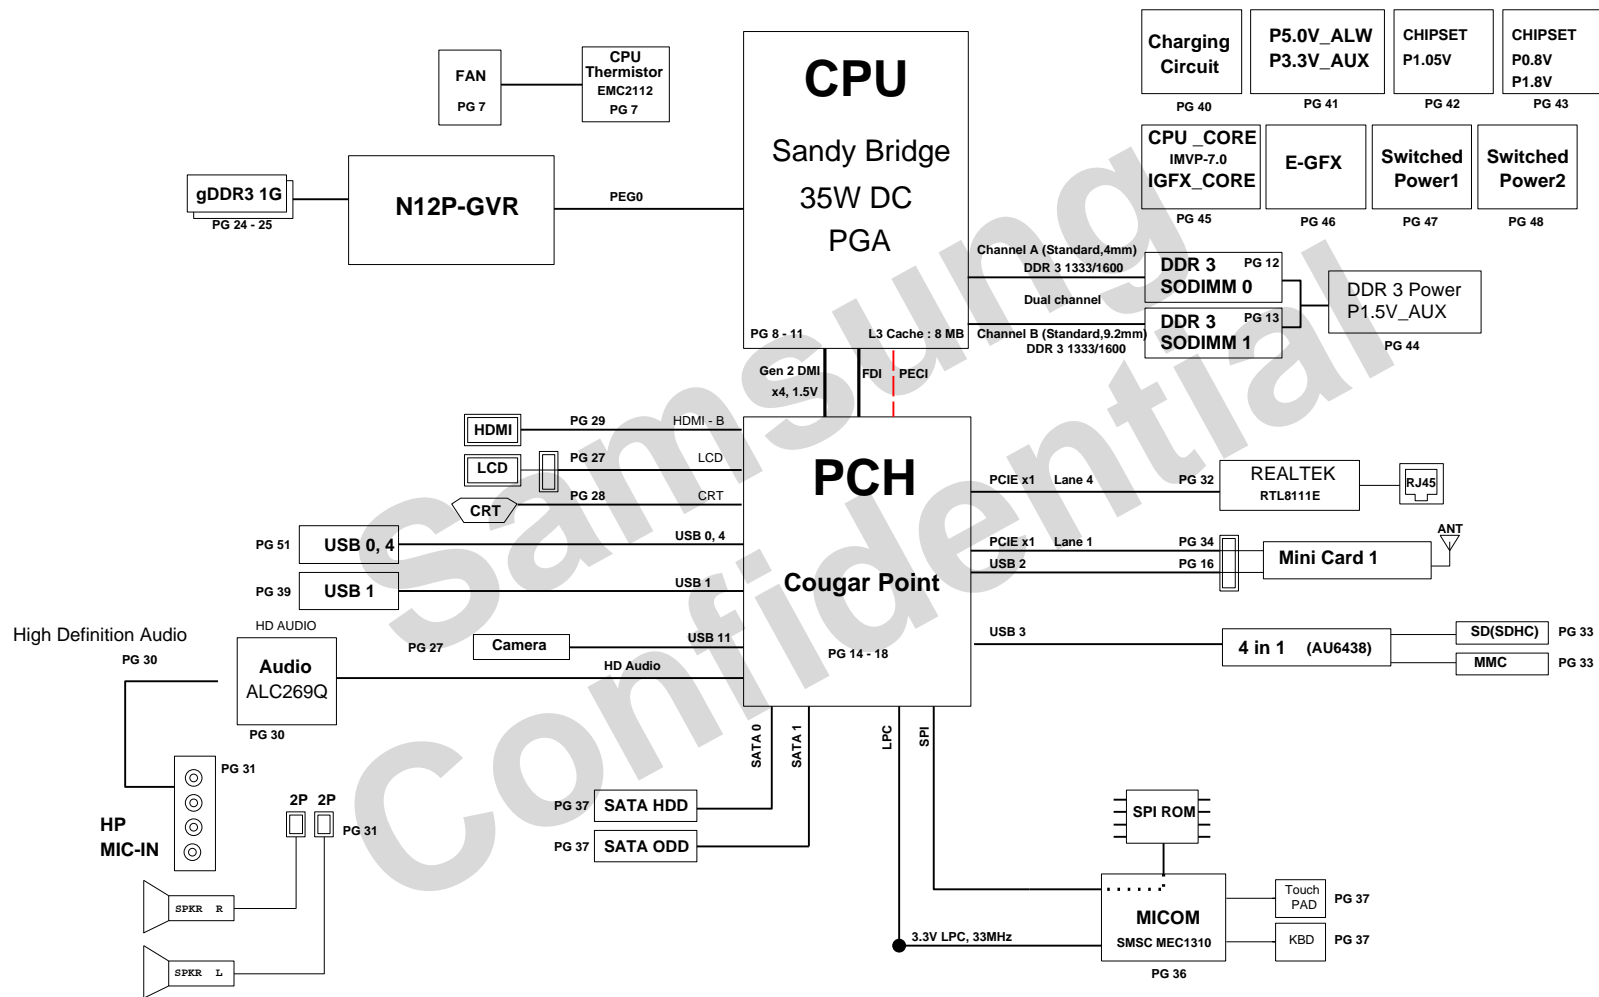 CPU
Sandy Bridge
35W DC
PGA
PG 8 - 11
L3 Cache : 8 MB
FAN
PG 7
CPU
Thermistor
EMC2112
PG 7
gDDR3 1G
PG 24 - 25
N12P-GVR
PEG0
Charging
Circuit
PG 40
P5.0V_ALW
P3.3V_AUX
PG 41
CHIPSET
P1.05V
PG 42
CHIPSET
P0.8V
P1.8V
PG 43
CPU _CORE
IMVP-7.0
IGFX_CORE
PG 45
E-GFX
PG 46
Switched
Power1
PG 47
Switched
Power2
PG 48
Channel A (Standard,4mm)
DDR 3 1333/1600
Dual channel
Channel B (Standard,9.2mm)
DDR 3 1333/1600
DDR 3 PG 12
SODIMM 0
DDR 3 PG 13
SODIMM 1
DDR 3 Power
P1.5V_AUX
PG 44
Gen 2 DMI
x4, 1.5V
FDI
PECI
PCH
Cougar Point
PG 14 - 18
HDMI
PG 29
HDMI - B
LCD
PG 27
LCD
CRT
PG 28
CRT
PG 51
USB 0, 4
USB 0, 4
PG 39
USB 1
USB 1
PG 27
Camera
USB 11
High Definition Audio
PG 30
HD AUDIO
Audio
ALC269Q
PG 30
HD Audio
PCIE x1 Lane 4
PG 32
REALTEK
RTL8111E
RJ45
PCIE x1 Lane 1
PG 34
USB 2
PG 16
Mini Card 1
ANT
USB 3
4 in 1 (AU6438)
SD(SDHC)
PG 33
MMC
PG 33
SATA 0
SATA 1
LPC
SPI
PG 31
HP
MIC-IN
2P 2P
PG 31
SPKR R
SPKR L
PG 37
SATA HDD
PG 37
SATA ODD
SPI ROM
MICOM
SMSC MEC1310
PG 36
3.3V LPC, 33MHz
Touch
PAD
PG 37
KBD
PG 37
Samsung
Confidential